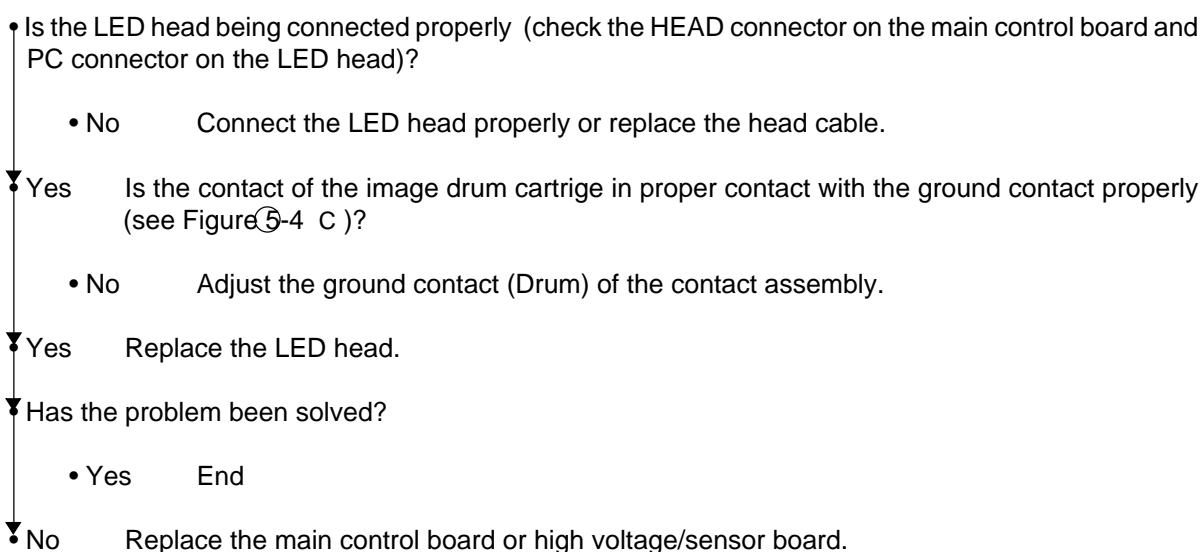 • Is the LED head being connected properly (check the HEAD connector on the main control board and
PC connector on the LED head)?
• No Connect the LED head properly or replace the head cable.
• Yes Is the contact of the image drum cartrige in proper contact with the ground contact properly
(see Figure 5-4 C )?
• No Adjust the ground contact (Drum) of the contact assembly.
• Yes Replace the LED head.
• Has the problem been solved?
• Yes End
• No Replace the main control board or high voltage/sensor board.